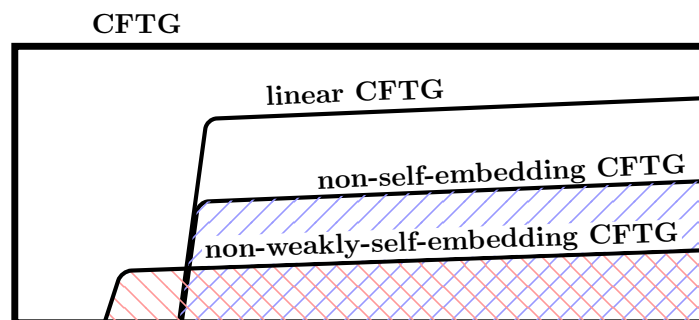 CFTG
linear CFTG
non-self-embedding CFTG
non-weakly-self-embedding CFTG